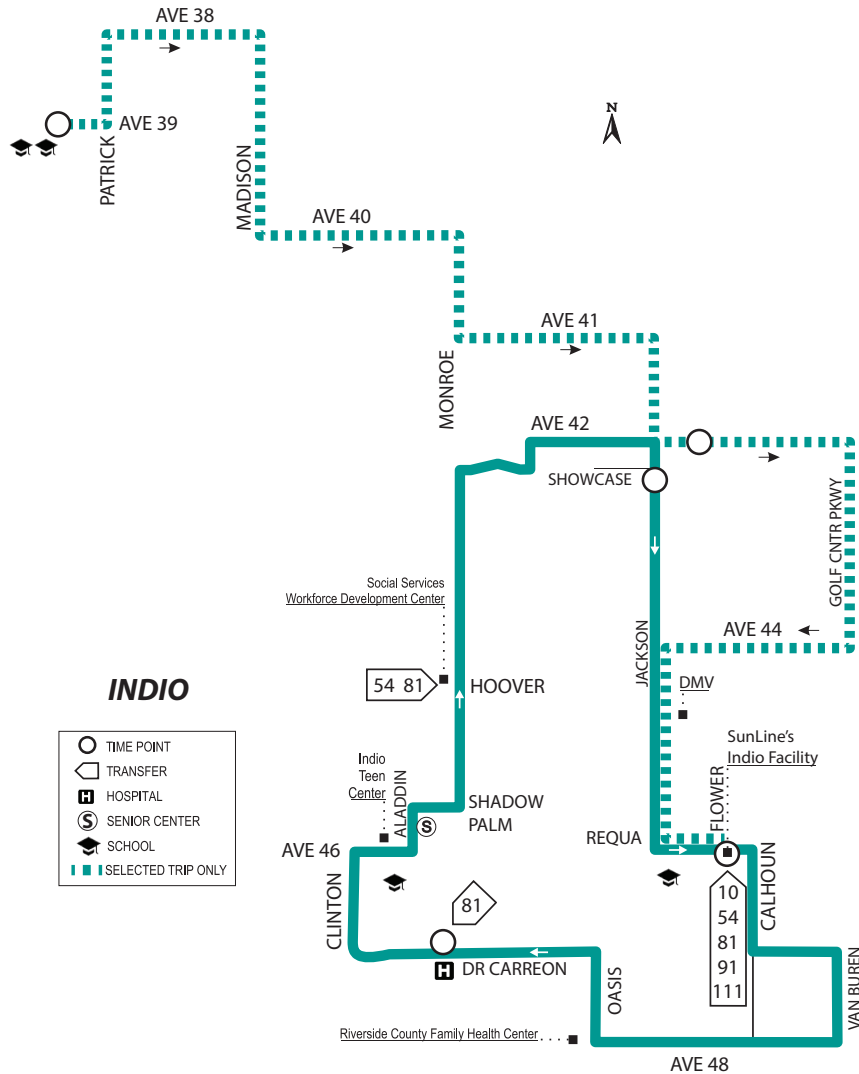 AVE 38
AVE 39
PATRICK
MADISON
N
AVE 40
AVE 41
MONROE
AVE 42
SHOWCASE
GOLF CNTR PKWY
Social Services
Workforce Development Center
JACKSON
AVE 44
54 81
HOOVER
DMV
INDIO
SunLine's
Indio Facility
TIME POINT
TRANSFER
H HOSPITAL
S SENIOR CENTER
SCHOOL
SELECTED TRIP ONLY
Indio
Teen
Center
ALADDIN
S
SHADOW
PALM
FLOWER
REQUA
AVE 46
CLINTON
81
10
54
81
91
111
CALHOUN
H DR CARREON
OASIS
VAN BUREN
Riverside County Family Health Center
AVE 48